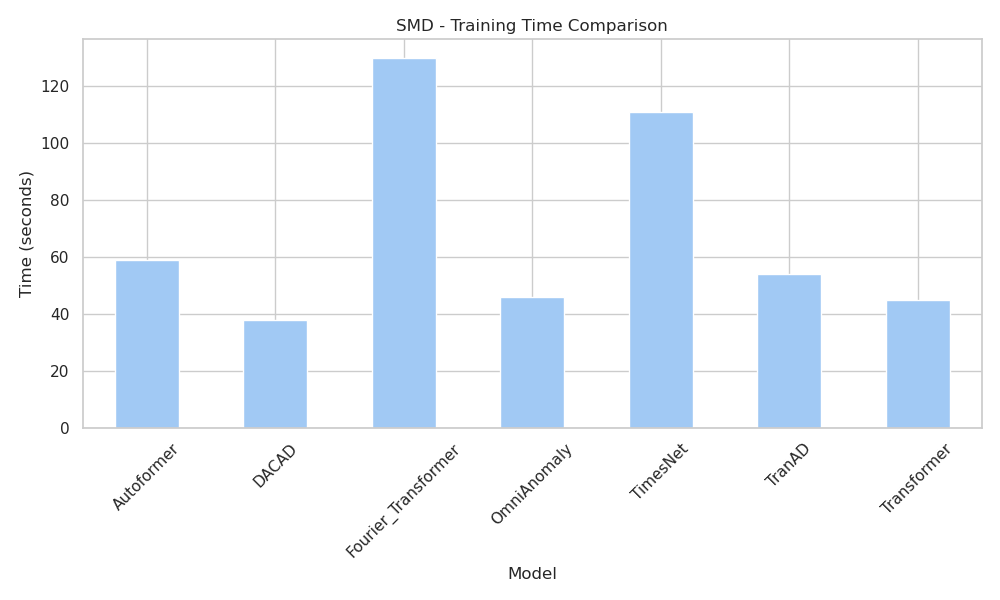 SMD - Training Time Comparison
Time (seconds)
120
100
80
60
40
20
0
Autoformer
DACAD
Fourier_Transformer
OmniAnomaly
TimesNet
TranAD
Transformer
Model